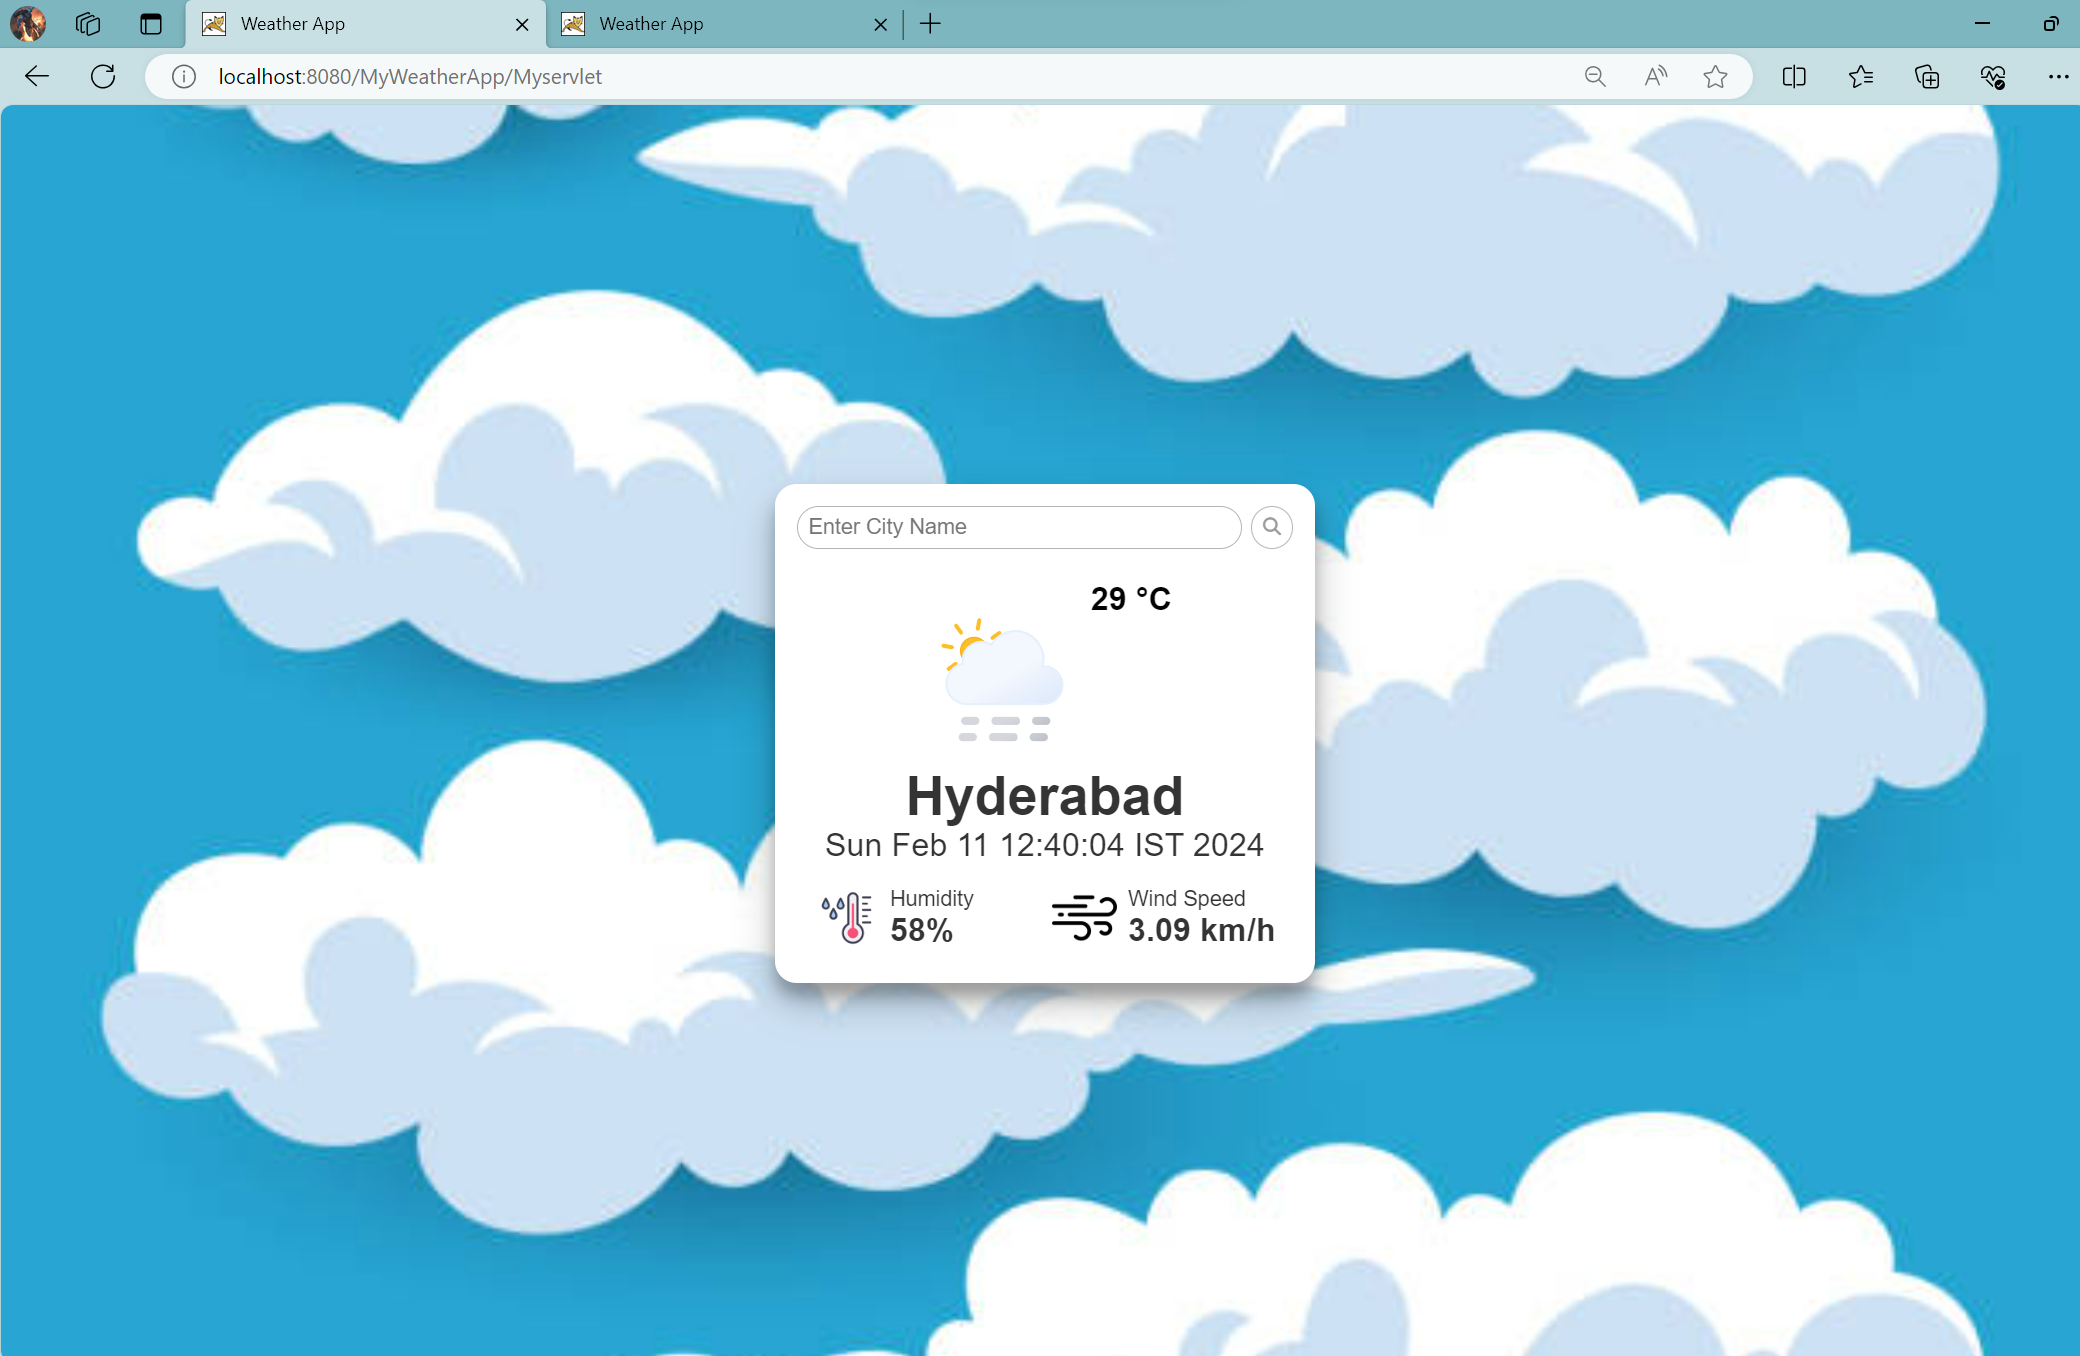 Weather App
Weather App
localhost:8080/MyWeatherApp/Myservlet
Enter City Name
29 °C
Hyderabad
Sun Feb 11 12:40:04 IST 2024
Humidity
58%
Wind Speed
3.09 km/h